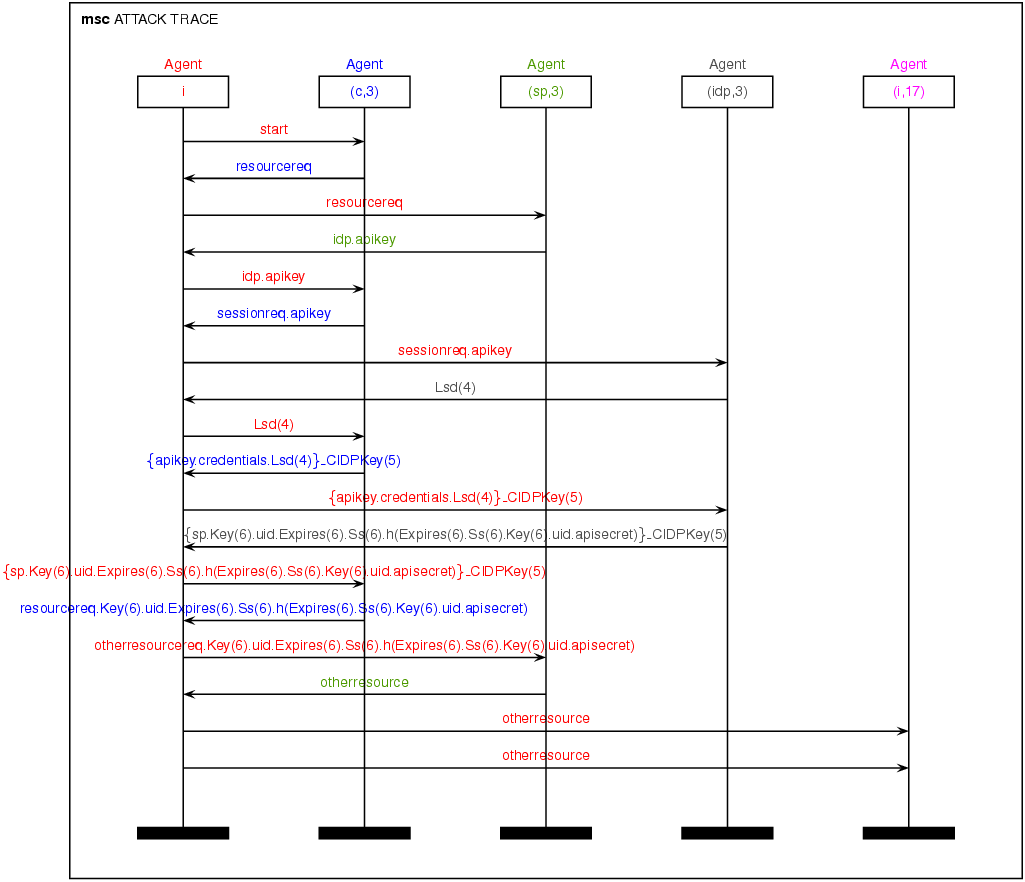 msc ATTACK TRACE
Agent Agent Agent Agent Agent
i (c,3) (sp,3) (idp,3) (i,17)
start
resourcereq
resourcereq
idp.apikey
idp.apikey
sessionreq.apikey
sessionreq.apikey
Lsd(4)
Lsd(4)
{apikey.credentials.Lsd(4)}_CIDPKey(5)
{apikey.credentials.Lsd(4)}_CIDPKey(5)
{sp.Key(6).uid.Expires(6).Ss(6).h(Expires(6).Ss(6).Key(6).uid.apisecret)}_CIDPKey(5)
{sp.Key(6).uid.Expires(6).Ss(6).h(Expires(6).Ss(6).Key(6).uid.apisecret)}_CIDPKey(5)
resourcereq.Key(6).uid.Expires(6).Ss(6).h(Expires(6).Ss(6).Key(6).uid.apisecret)
otherresourcereq.Key(6).uid.Expires(6).Ss(6).h(Expires(6).Ss(6).Key(6).uid.apisecret)
otherresource
otherresource
otherresource